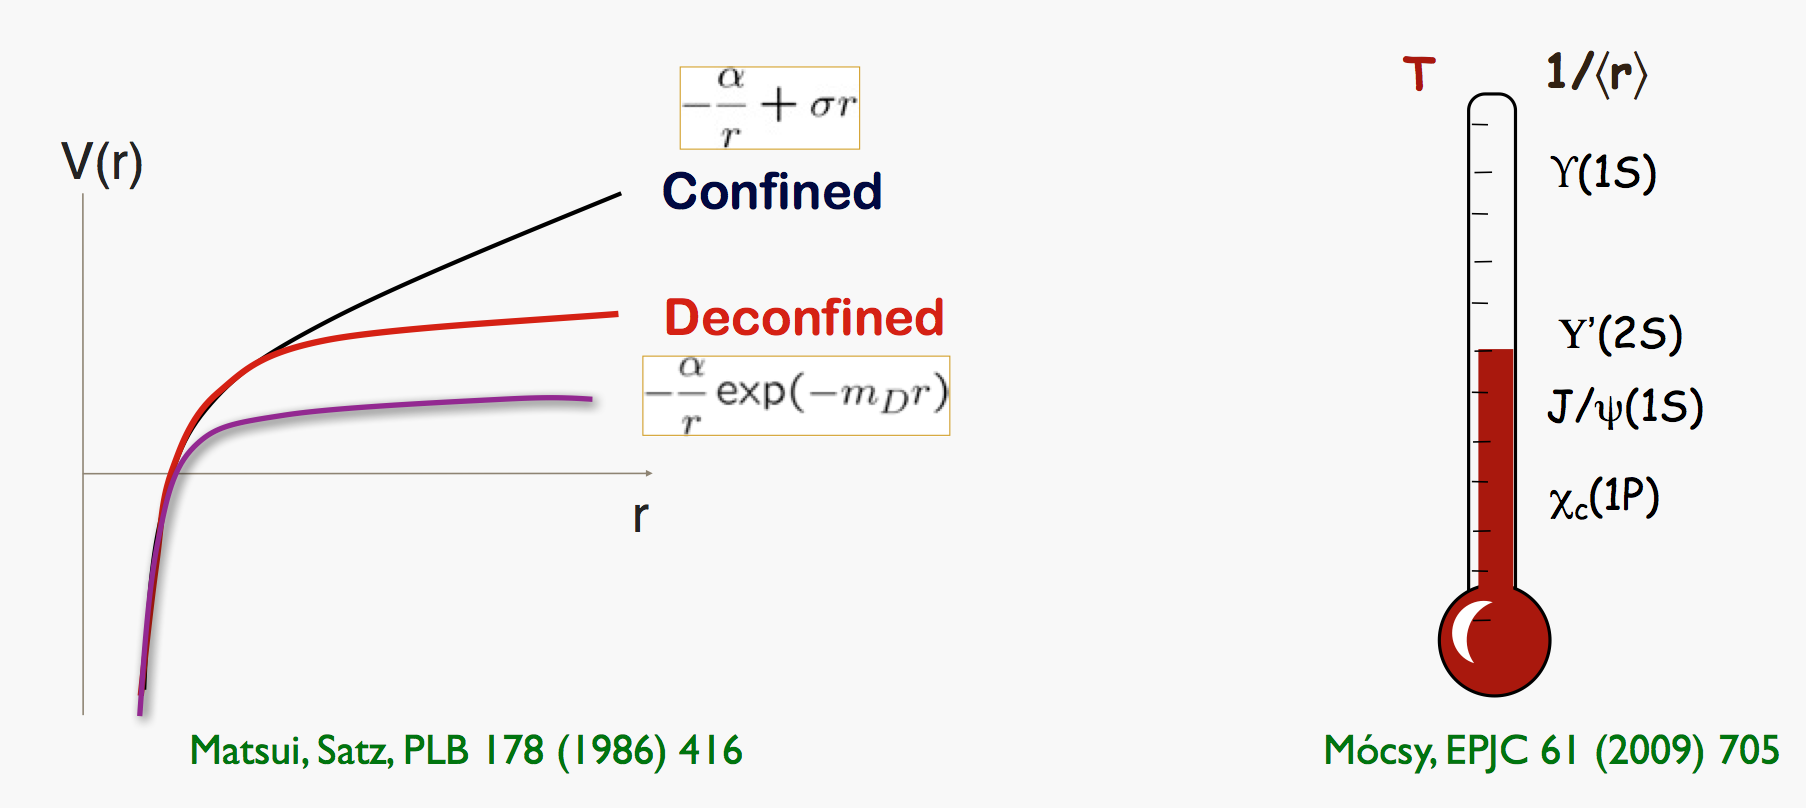 V(r)
−α/r + σr
Confined
Deconfined
−α/r exp(−m_D r)
r
Matsui, Satz, PLB 178 (1986) 416
T
1/⟨r⟩
ϒ(1S)
ϒ’(2S)
J/ψ(1S)
χc(1P)
Mócsy, EPJC 61 (2009) 705